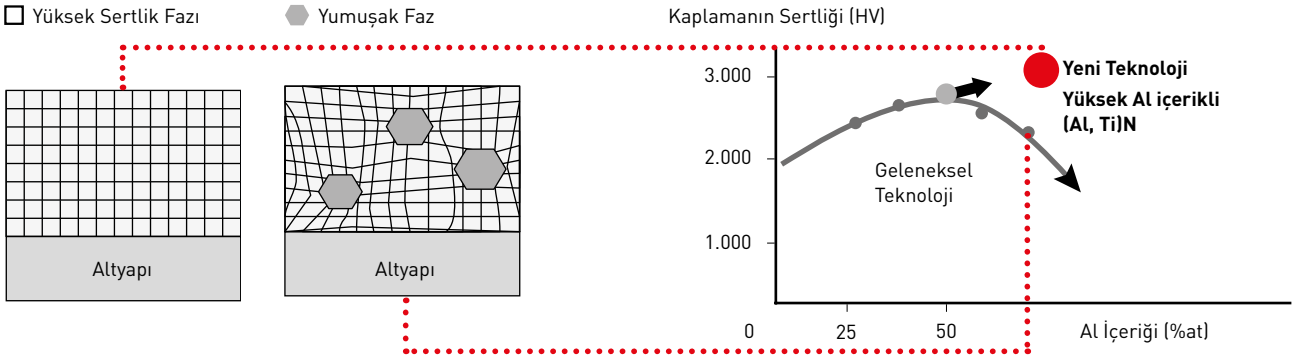 Yüksek Sertlik Fazı
Yumuşak Faz
Kaplamanın Sertliği (HV)
Altyapı
Altyapı
3.000
2.000
1.000
Yeni Teknoloji
Yüksek Al içerikli
(Al, Ti)N
Geleneksel
Teknoloji
0
25
50
Al İçeriği (%at)